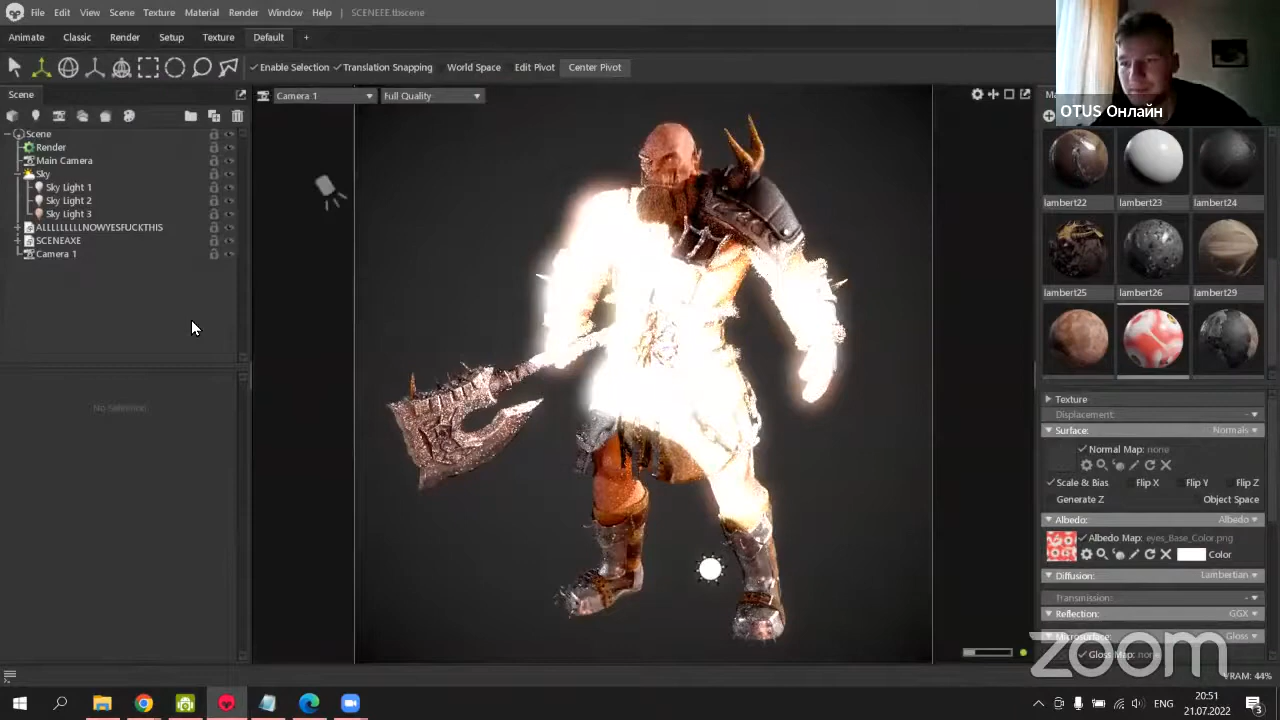 File Edit View Scene Texture Material Render Window Help SCENEEE.tbscene
Animate Classic Render Setup Texture Default +
Enable Selection Translation Snapping World Space Edit Pivot Center Pivot
OTUS Онлайн
Scene
Camera 1 Full Quality
Scene
Render
Main Camera
Sky
Sky Light 1
Sky Light 2
Sky Light 3
ALLLLLLLLLNOWYESFUCKTHIS
SCENEAXE
Camera 1
No Selection
lambert22 lambert23 lambert24
lambert25 lambert26 lambert29
Texture
Displacement:
Surface: Normals
Normal Map: none
Scale & Bias Flip X Flip Y Flip Z
Generate Z Object Space
Albedo: Albedo
Albedo Map: eyes_Base_Color.png
Color
Diffusion: Lambertian
Transmission:
Reflection: GGX
Microsurface: Gloss
Gloss Map: none
zoom
VRAM: 44%
ENG
20:51
21.07.2022
3